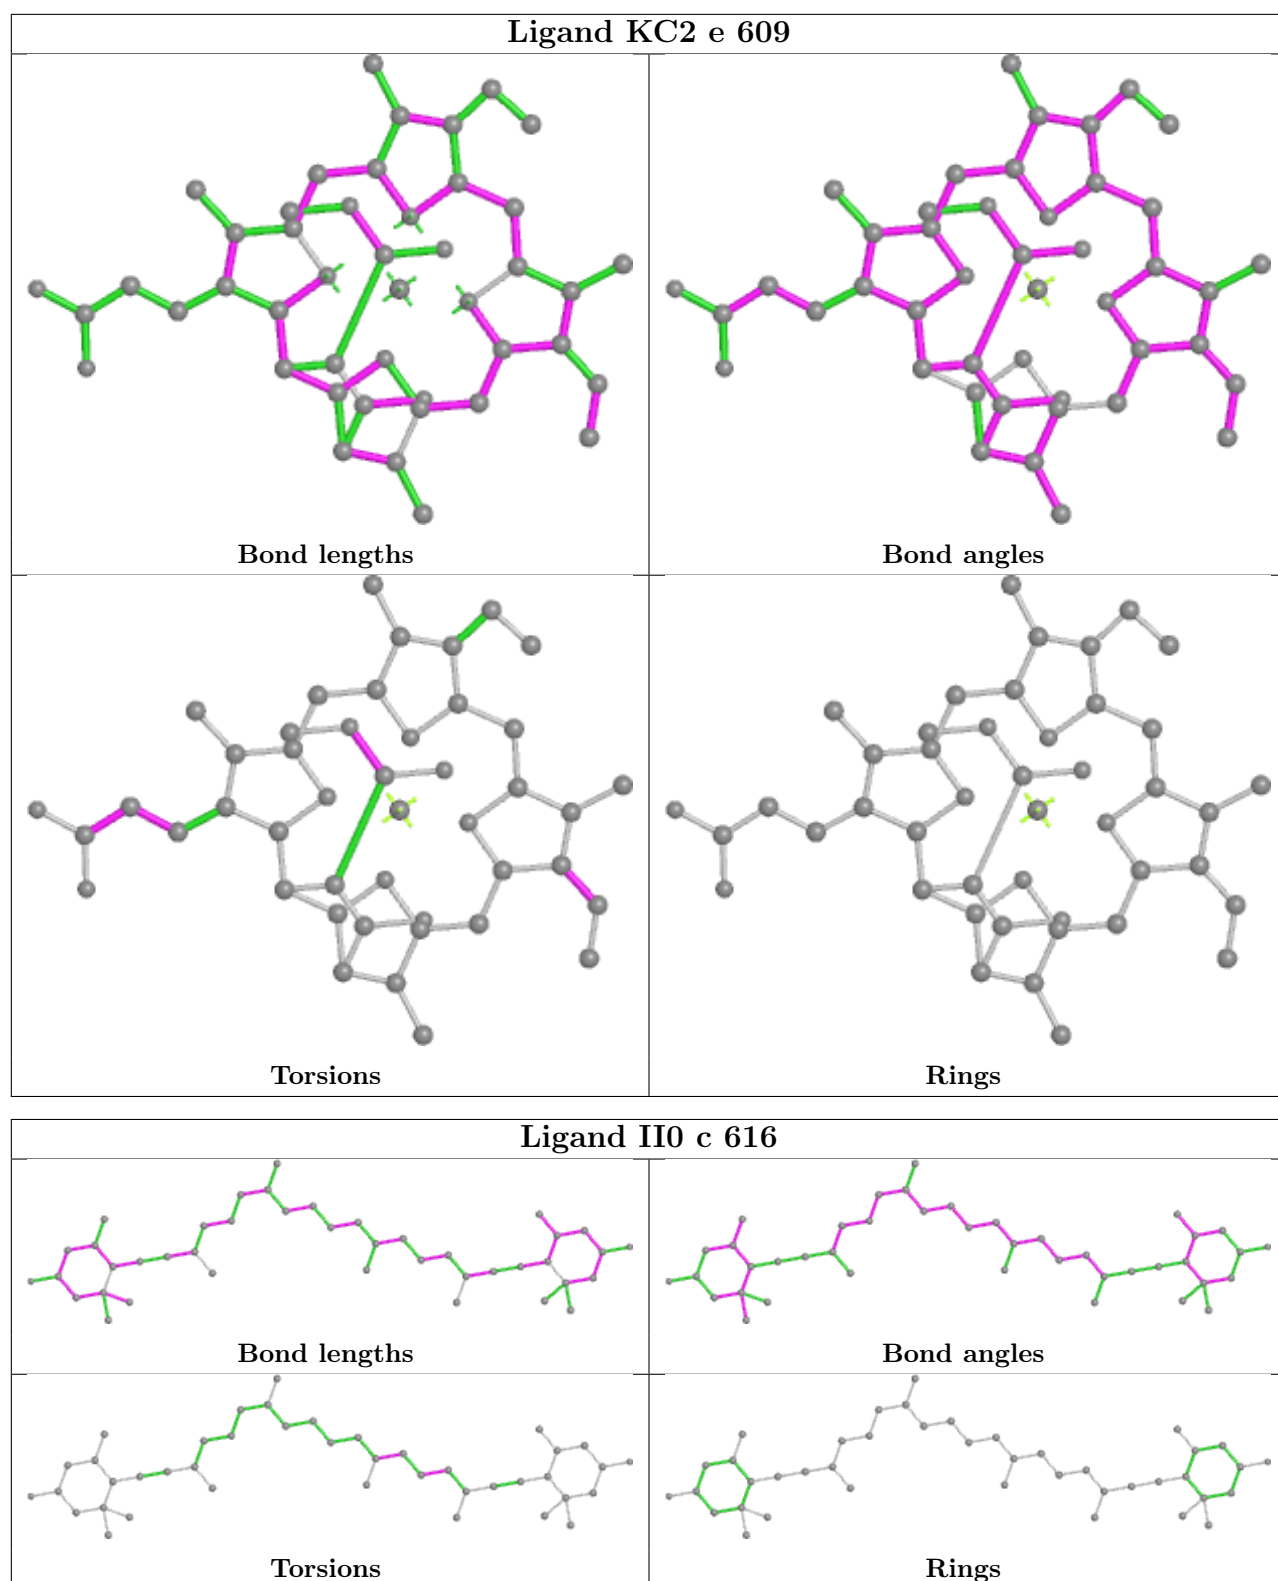 Ligand KC2 e 609
Bond lengths
Bond angles
Torsions
Rings
Ligand II0 c 616
Bond lengths
Bond angles
Torsions
Rings